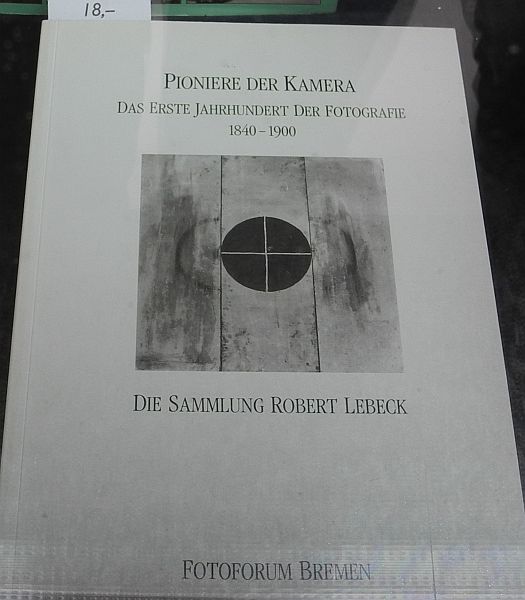 18,–
PIONIERE DER KAMERA
DAS ERSTE JAHRHUNDERT DER FOTOGRAFIE
1840–1900
DIE SAMMLUNG ROBERT LEBECK
FOTOFORUM BREMEN